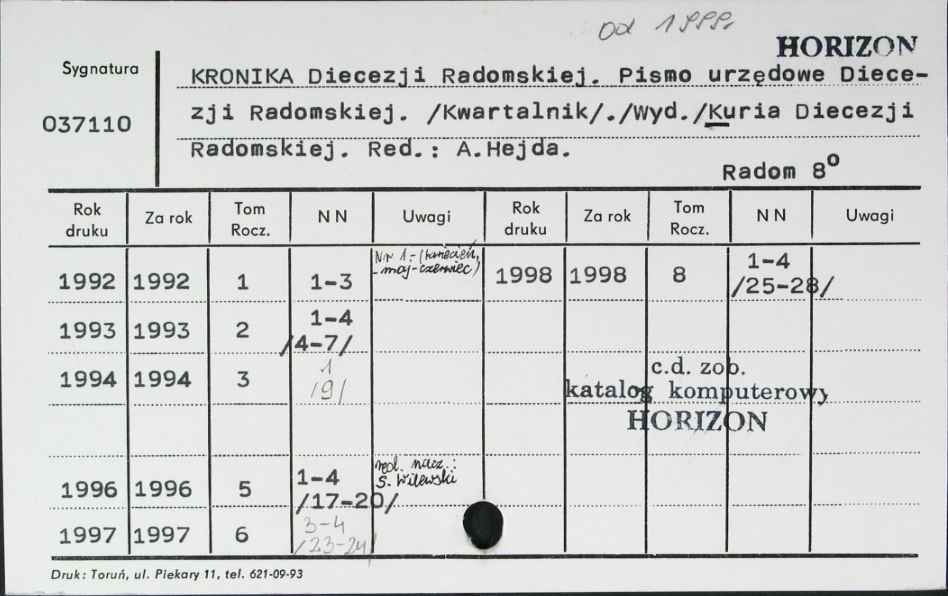 od 1999.
HORIZON
Sygnatura
037110
KRONIKA Diecezji Radomskiej. Pismo urzędowe Diece-
zji Radomskiej. /Kwartalnik/./Wyd./Kuria Diecezji
Radomskiej. Red.: A.Hejda.
Radom 8º
Rok druku Za rok Tom Rocz. N N Uwagi Rok druku Za rok Tom Rocz. N N Uwagi
1992 1992 1 1-3 Nr 1 = (kwiecień, - maj - czerwiec) 1998 1998 8 1-4 /25-28/
1993 1993 2 1-4 /4-7/
1994 1994 3 1 /9/
c.d. zob.
katalog komputerowy
HORIZON
1996 1996 5 1-4 /17-20/ red. nacz.: S. Wilewski
1997 1997 6 3-4 /23-24/
Druk: Toruń, ul. Piekary 11, tel. 621-09-93